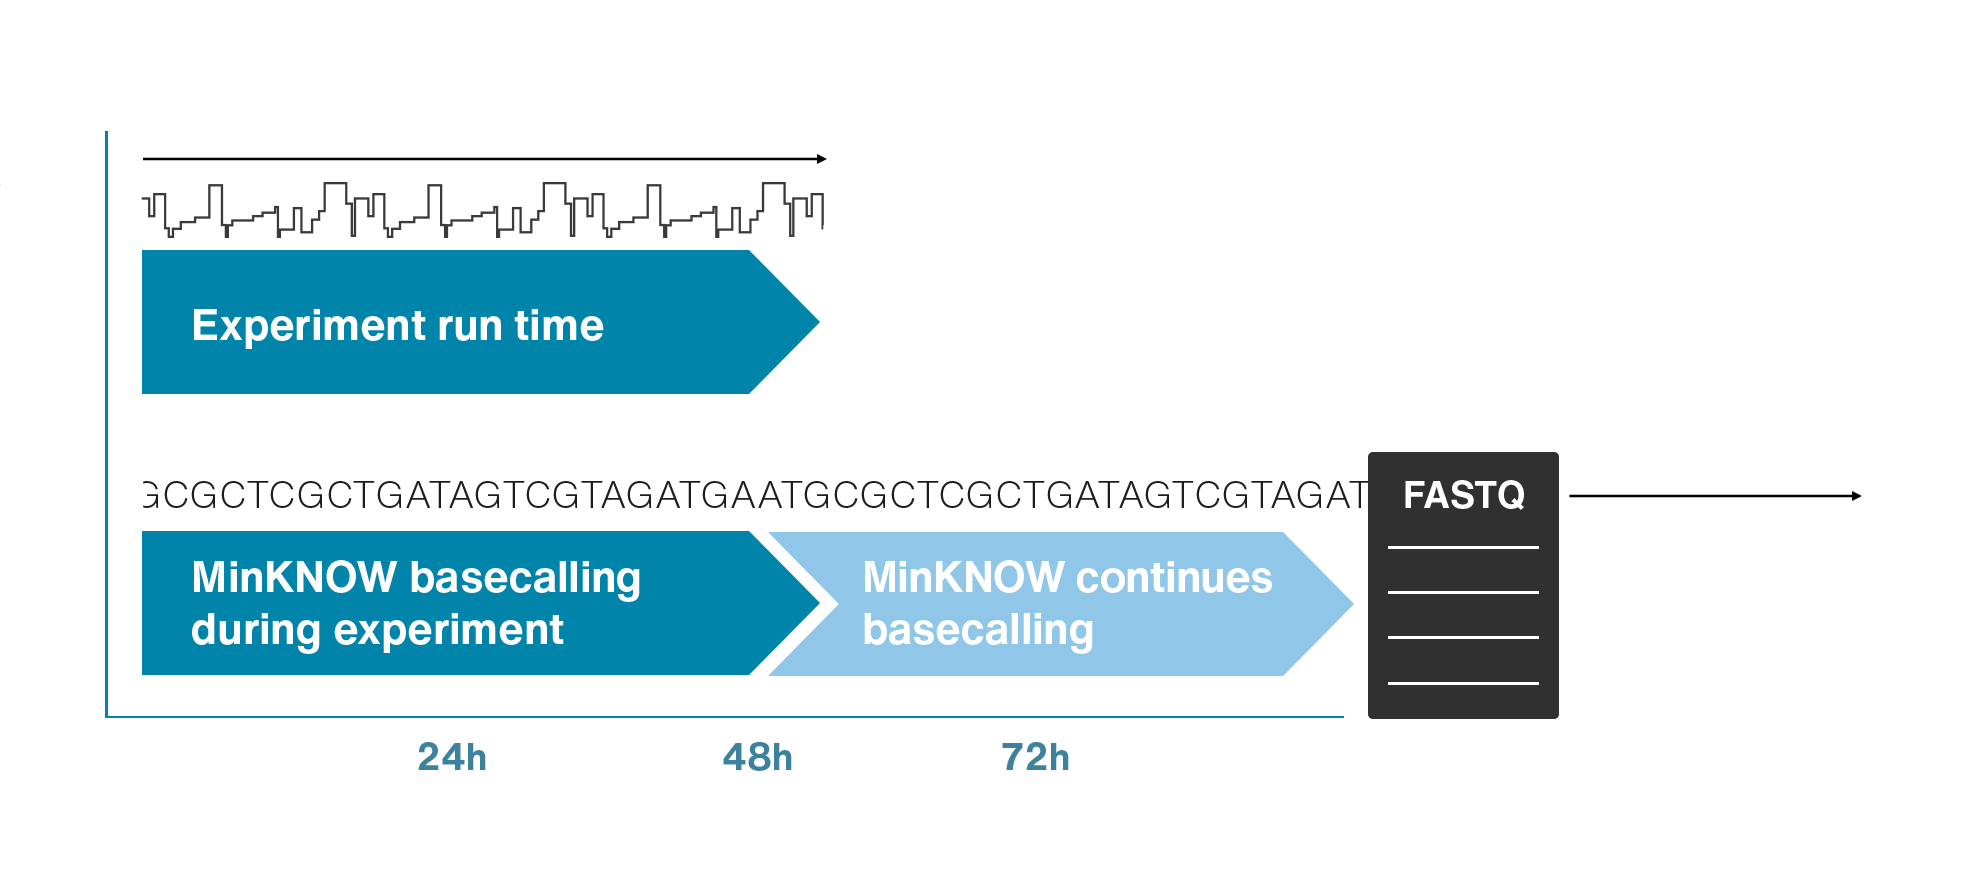 Experiment run time
GCGCTCGCTGATAGTCGTAGATGAATGCGCTCGCTGATAGTCGTAGAT
FASTQ
MinKNOW basecalling
during experiment
MinKNOW continues
basecalling
24h
48h
72h